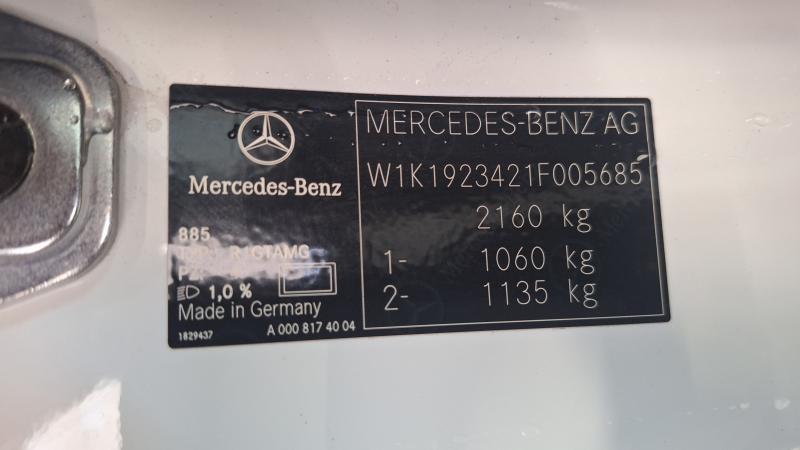 Mercedes-Benz
885
R1GTAMG
1,0 %
Made in Germany
1829437
A 000 817 40 04
MERCEDES-BENZ AG
W1K1923421F005685
2160 kg
1- 1060 kg
2- 1135 kg